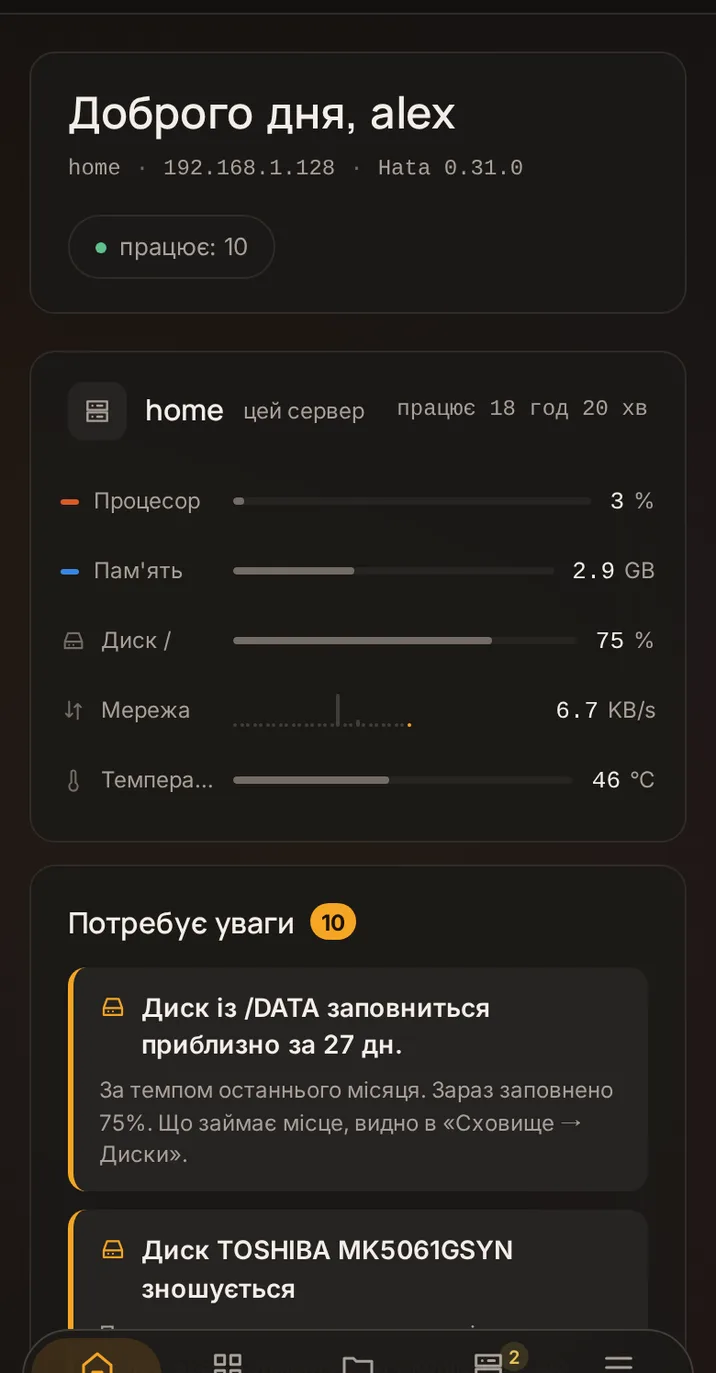 Доброго дня, alex
home · 192.168.1.128 · Hata 0.31.0
працює: 10
home цей сервер працює 18 год 20 хв
Процесор 3 %
Пам'ять 2.9 GB
Диск / 75 %
Мережа 6.7 KB/s
Темпера... 46 °C
Потребує уваги 10
Диск із /DATA заповниться
приблизно за 27 дн.
За темпом останнього місяця. Зараз заповнено
75%. Що займає місце, видно в «Сховище →
Диски».
Диск TOSHIBA MK5061GSYN
зношується
2